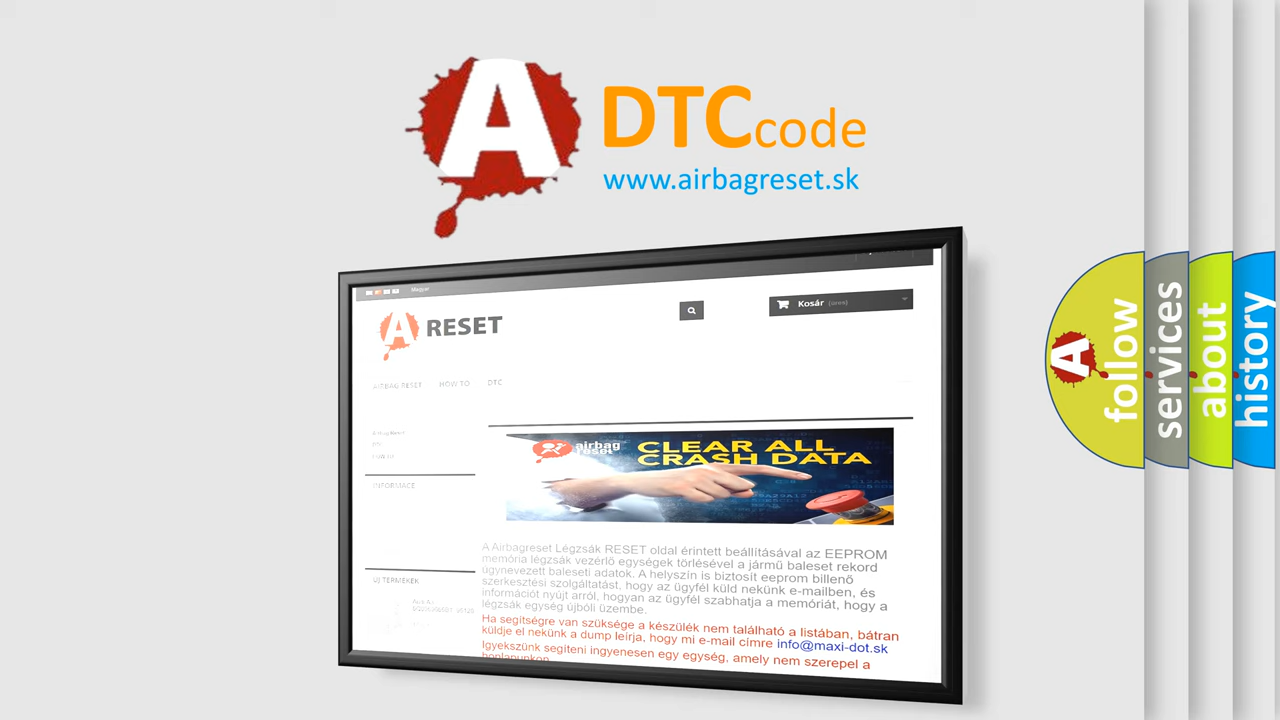 A DTCcode
www.airbagreset.sk
Magyar
A RESET
Kosár (üres)
AIRBAG RESET HOW TO DTC
INFORMACE
airbag
reset
CLEAR ALL
CRASH DATA
A Airbagreset Légzsák RESET oldal érintett beállításával az EEPROM
memória légzsák vezérlő egységek törlésével a jármű baleset rekord
úgynevezett baleseti adatok. A helyszín is biztosít eeprom billenő
szerkesztési szolgáltatást, hogy az ügyfél küld nekünk e-mailben, és
információt nyújt arról, hogyan az ügyfél szabhatja a memóriát, hogy a
légzsák egység újbóli üzembe.
Ha segítségre van szüksége a készülék nem található a listában, bátran
küldje el nekünk a dump leírja, hogy mi e-mail címre info@maxi-dot.sk
Igyekszünk segíteni ingyenesen egy egység, amely nem szerepel a
honlapunkon
ÚJ TERMÉKEK
A follow
services
about
history